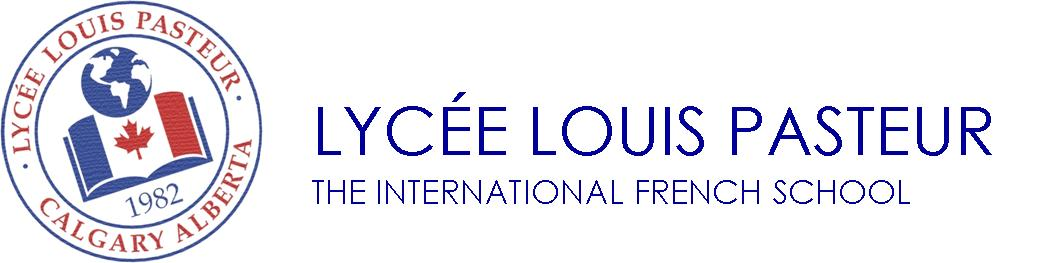 · LYCÉE LOUIS PASTEUR ·
1982
CALGARY ALBERTA
LYCÉE LOUIS PASTEUR
THE INTERNATIONAL FRENCH SCHOOL